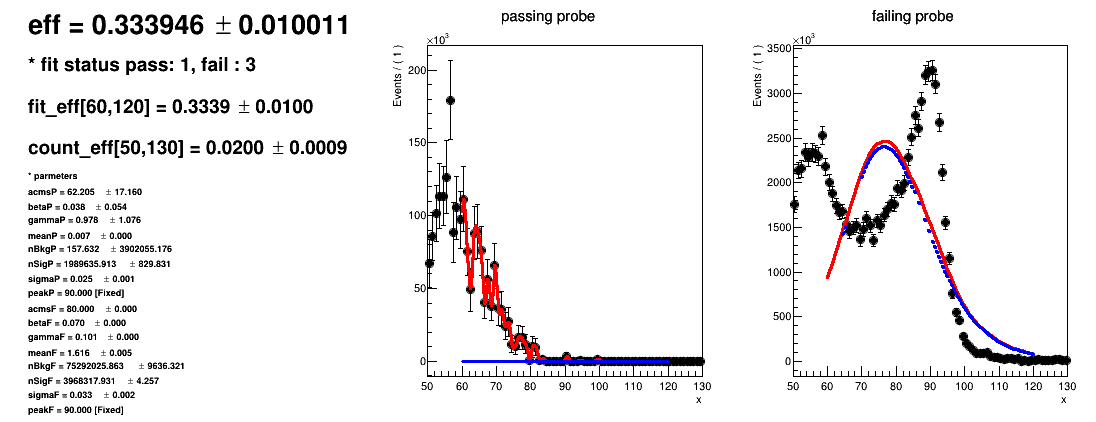 eff = 0.333946 ± 0.010011
* fit status pass: 1, fail : 3
fit_eff[60,120] = 0.3339 ± 0.0100
count_eff[50,130] = 0.0200 ± 0.0009
* parmeters
acmsP = 62.205 ± 17.160
betaP = 0.038 ± 0.054
gammaP = 0.978 ± 1.076
meanP = 0.007 ± 0.000
nBkgP = 157.632 ± 3902055.176
nSigP = 1989635.913 ± 829.831
sigmaP = 0.025 ± 0.001
peakP = 90.000 [Fixed]
acmsF = 80.000 ± 0.000
betaF = 0.070 ± 0.000
gammaF = 0.101 ± 0.000
meanF = 1.616 ± 0.005
nBkgF = 75292025.863 ± 9636.321
nSigF = 3968317.931 ± 4.257
sigmaF = 0.033 ± 0.002
peakF = 90.000 [Fixed]
passing probe
×10³
Events / ( 1 )
200
150
100
50
0
50 60 70 80 90 100 110 120 130
x
failing probe
×10³
Events / ( 1 )
3500
3000
2500
2000
1500
1000
500
0
50 60 70 80 90 100 110 120 130
x